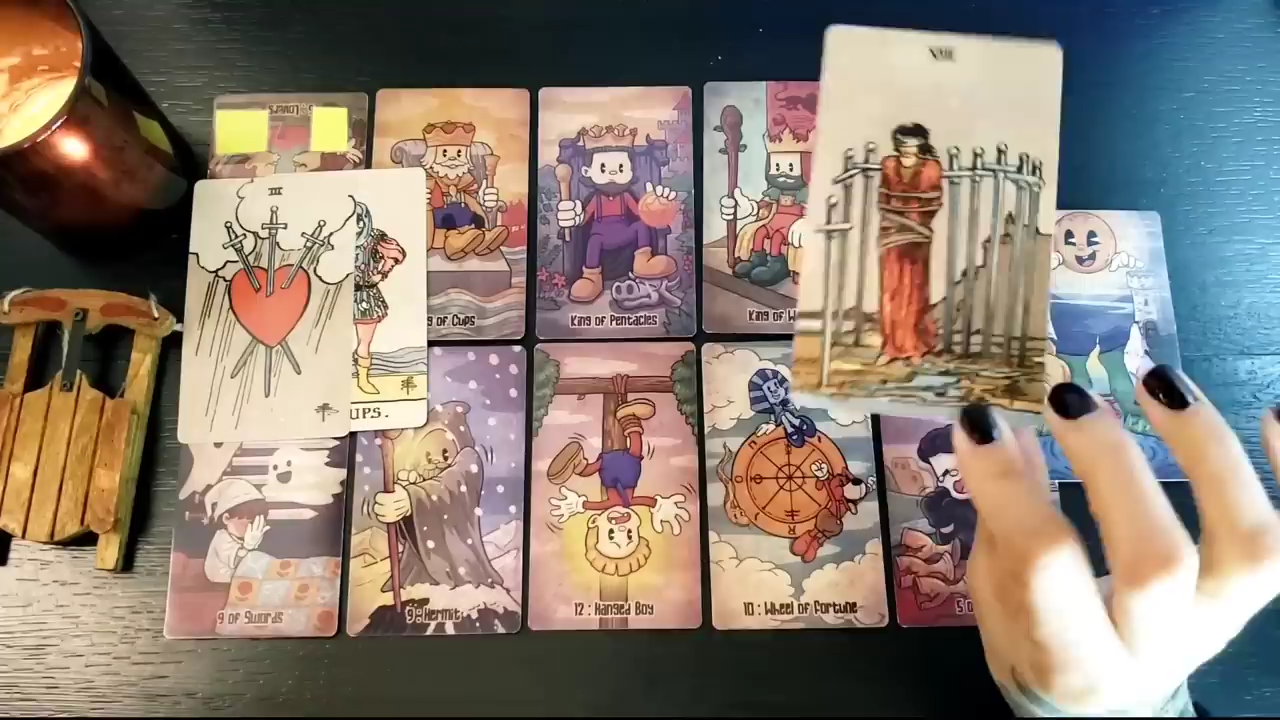 VIII
III
g of Cups
King of Pentacles
King of W
UPS.
9 of Swords
9 : Hermit
12 : Hanged Boy
10 : Wheel of Fortune
5 o